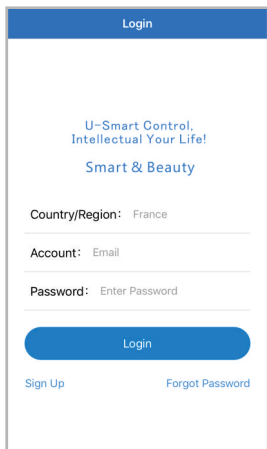 Login
U-Smart Control,
Intellectual Your Life!
Smart & Beauty
Country/Region: France
Account: Email
Password: Enter Password
Login
Sign Up Forgot Password